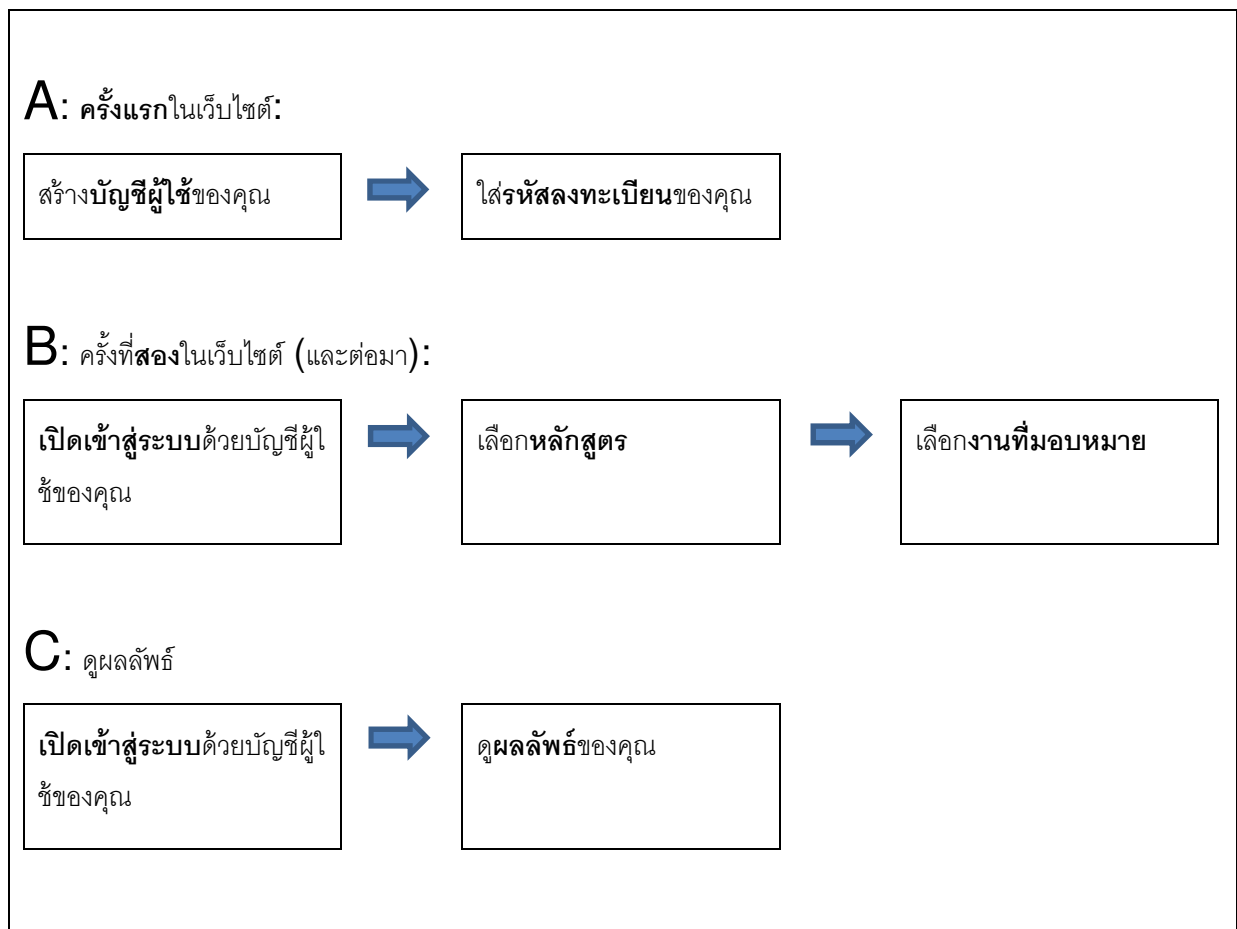 A: ครั้งแรกในเว็บไซต์:
สร้างบัญชีผู้ใช้ของคุณ
ใส่รหัสลงทะเบียนของคุณ
B: ครั้งที่สองในเว็บไซต์ (และต่อมา):
เปิดเข้าสู่ระบบด้วยบัญชีผู้ใ
ช้ของคุณ
เลือกหลักสูตร
เลือกงานที่มอบหมาย
C: ดูผลลัพธ์
เปิดเข้าสู่ระบบด้วยบัญชีผู้ใ
ช้ของคุณ
ดูผลลัพธ์ของคุณ